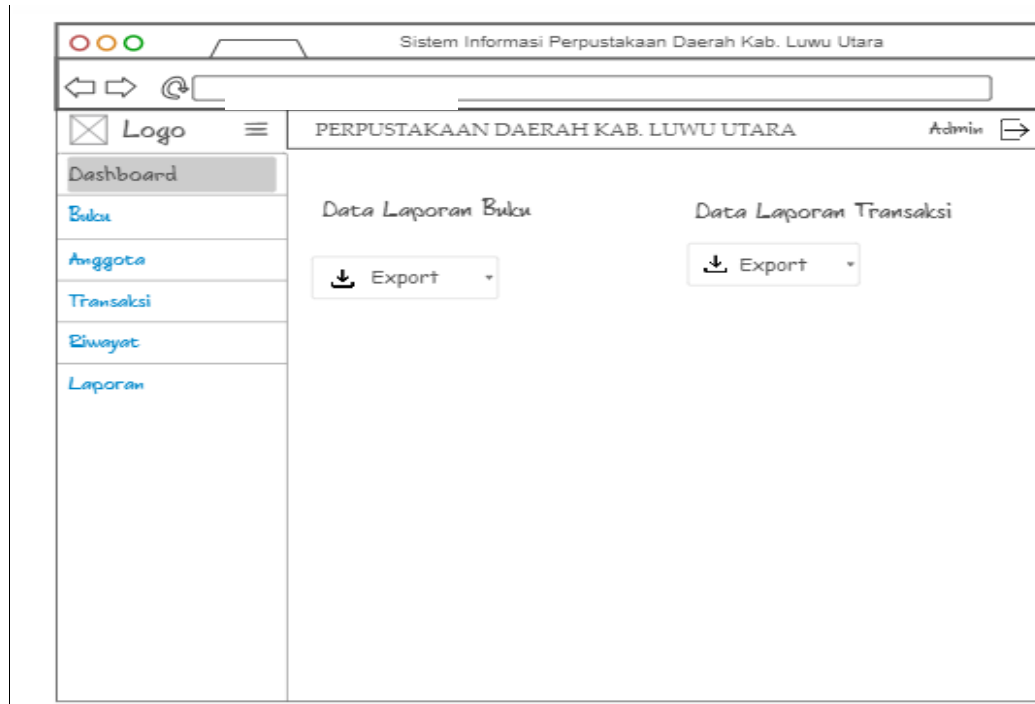 Sistem Informasi Perpustakaan Daerah Kab. Luwu Utara
Logo
PERPUSTAKAAN DAERAH KAB. LUWU UTARA
Admin
Dashboard
Buku
Anggota
Transaksi
Riwayat
Laporan
Data Laporan Buku
Export
Data Laporan Transaksi
Export